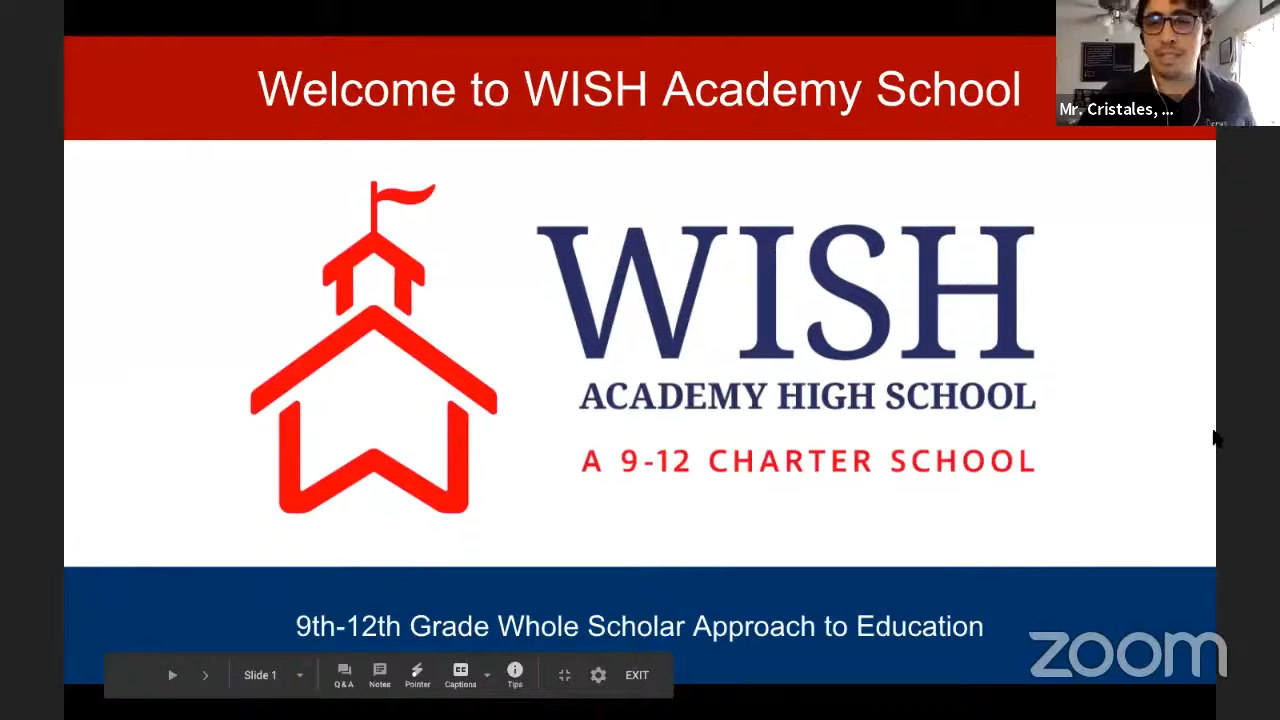 Welcome to WISH Academy School
Mr. Cristales, ...
WISH
ACADEMY HIGH SCHOOL
A 9-12 CHARTER SCHOOL
9th-12th Grade Whole Scholar Approach to Education
zoom
Slide 1
Q&A
Notes
Pointer
Captions
Tips
EXIT